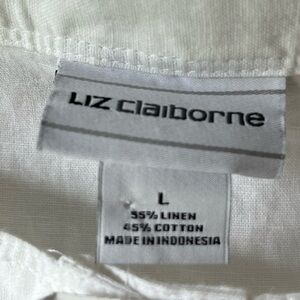 LIZ claiborne
L
55% LINEN
45% COTTON
MADE IN INDONESIA